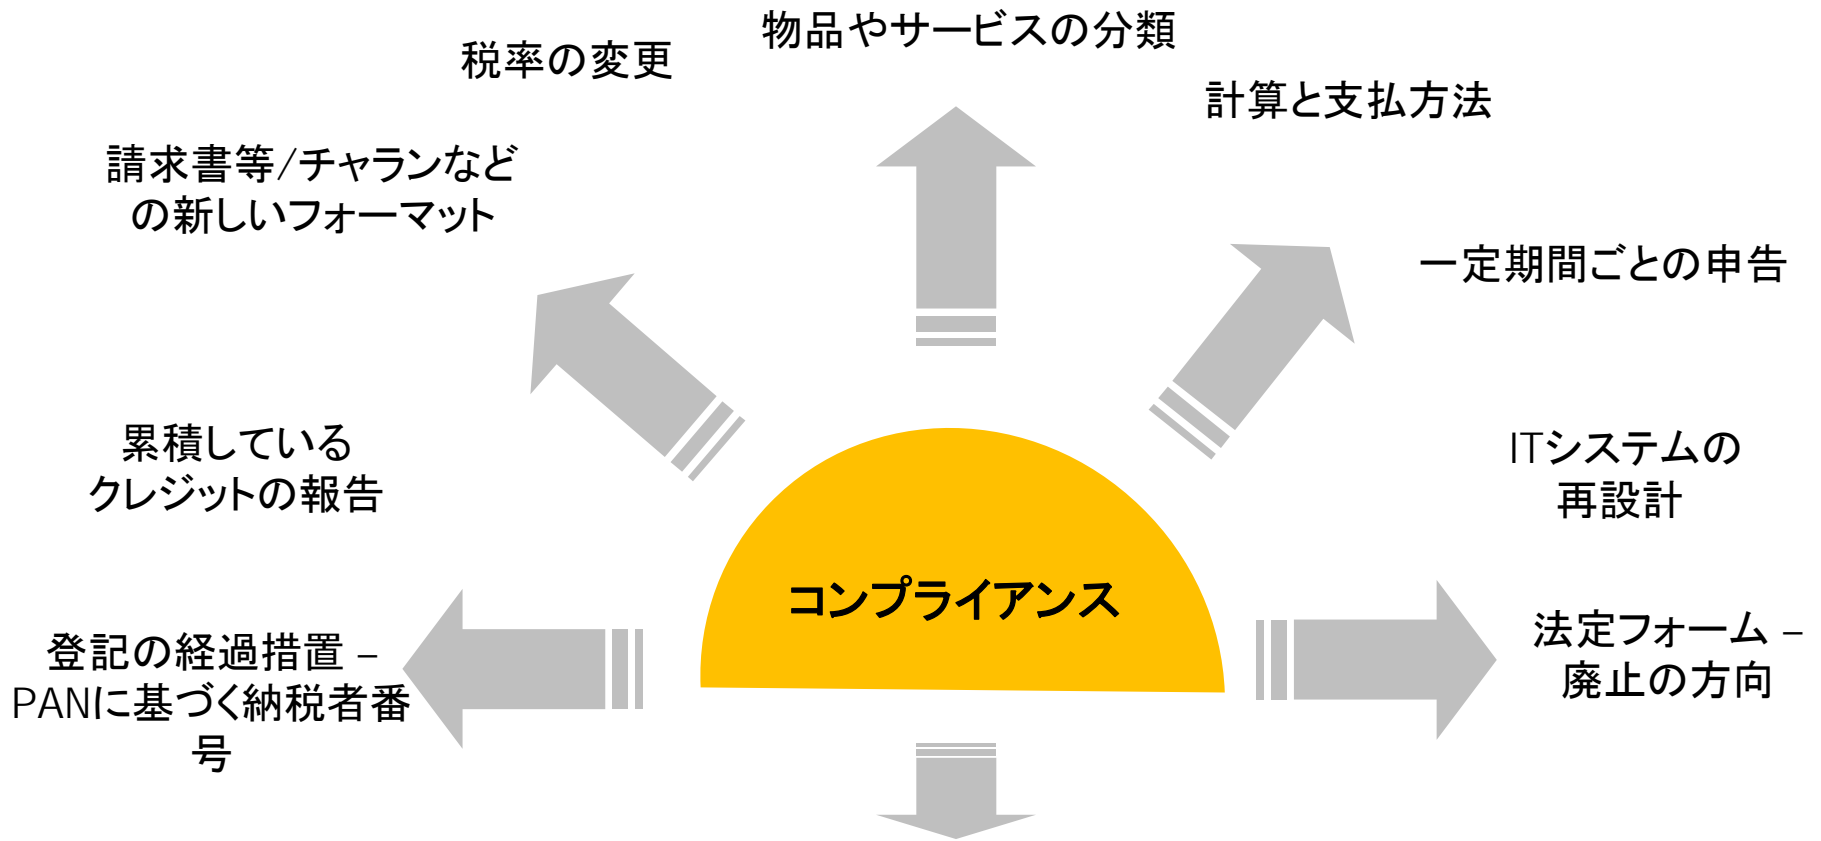 物品やサービスの分類
税率の変更
計算と支払方法
請求書等/チャランなど
の新しいフォーマット
一定期間ごとの申告
累積している
クレジットの報告
ITシステムの
再設計
コンプライアンス
登記の経過措置 –
PANに基づく納税者番
号
法定フォーム –
廃止の方向